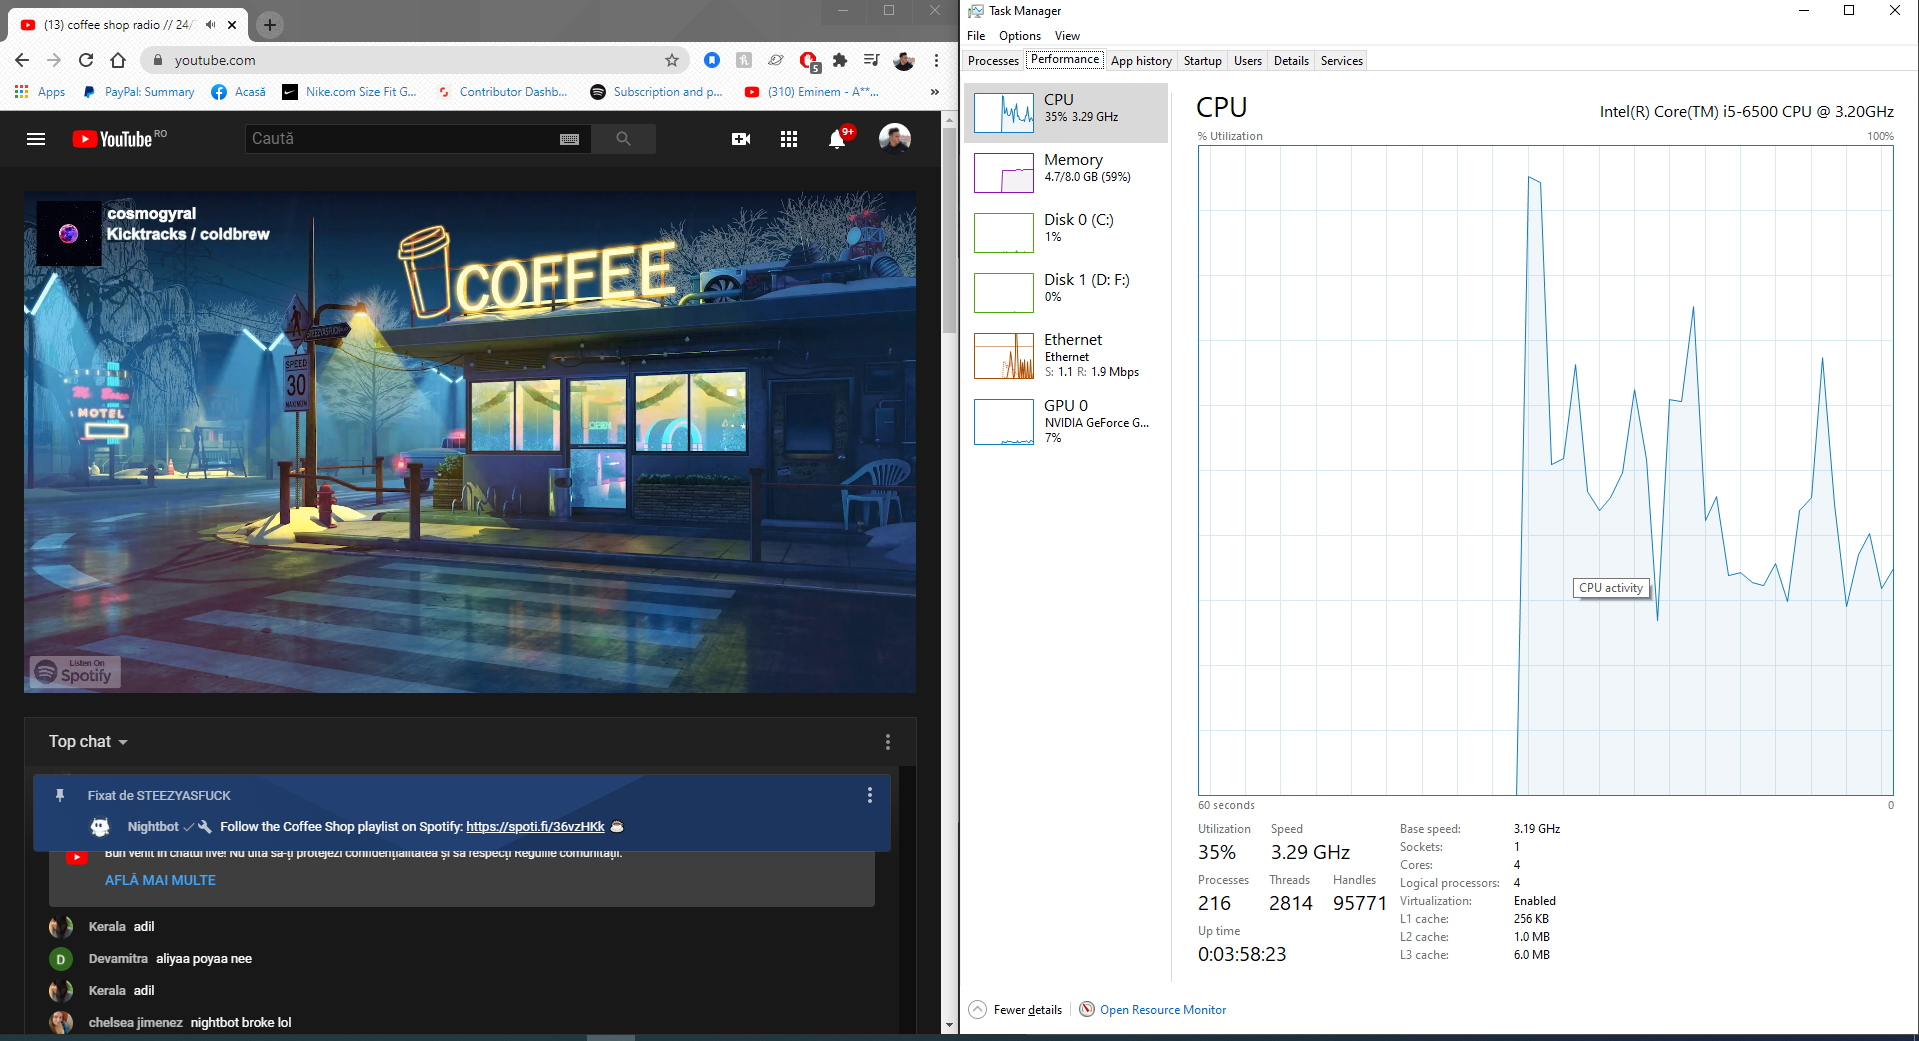 (13) coffee shop radio // 24/
youtube.com
5
Apps
PayPal: Summary
Acasă
Nike.com Size Fit G...
Contributor Dashb...
Subscription and p...
(310) Eminem - A**...
»
YouTube RO
Caută
9+
cosmogyral
Kicktracks / coldbrew
COFFEE
STEEZYASFUCK
SPEED
30
MAXIMUM
MOTEL
OPEN
Listen On
Spotify
Top chat
Fixat de STEEZYASFUCK
Nightbot Follow the Coffee Shop playlist on Spotify: https://spoti.fi/36vzHKk
Bun venit în chatul live! Nu uita să-ți protejezi confidențialitatea și să respecți Regulile comunității.
AFLĂ MAI MULTE
Kerala adil
D Devamitra aliyaa poyaa nee
Kerala adil
chelsea jimenez nightbot broke lol
Task Manager
File Options View
Processes Performance App history Startup Users Details Services
CPU
35% 3.29 GHz
Memory
4.7/8.0 GB (59%)
Disk 0 (C:)
1%
Disk 1 (D: F:)
0%
Ethernet
Ethernet
S: 1.1 R: 1.9 Mbps
GPU 0
NVIDIA GeForce G...
7%
CPU
Intel(R) Core(TM) i5-6500 CPU @ 3.20GHz
% Utilization
100%
CPU activity
60 seconds
0
Utilization Speed
35% 3.29 GHz
Processes Threads Handles
216 2814 95771
Up time
0:03:58:23
Base speed: 3.19 GHz
Sockets: 1
Cores: 4
Logical processors: 4
Virtualization: Enabled
L1 cache: 256 KB
L2 cache: 1.0 MB
L3 cache: 6.0 MB
Fewer details
Open Resource Monitor